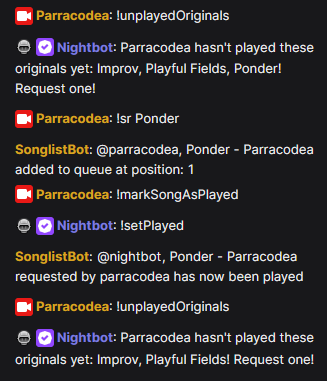 Parracodea: !unplayedOriginals
Nightbot: Parracodea hasn't played these
originals yet: Improv, Playful Fields, Ponder!
Request one!
Parracodea: !sr Ponder
SonglistBot: @parracodea, Ponder - Parracodea
added to queue at position: 1
Parracodea: !markSongAsPlayed
Nightbot: !setPlayed
SonglistBot: @nightbot, Ponder - Parracodea
requested by parracodea has now been played
Parracodea: !unplayedOriginals
Nightbot: Parracodea hasn't played these
originals yet: Improv, Playful Fields! Request one!